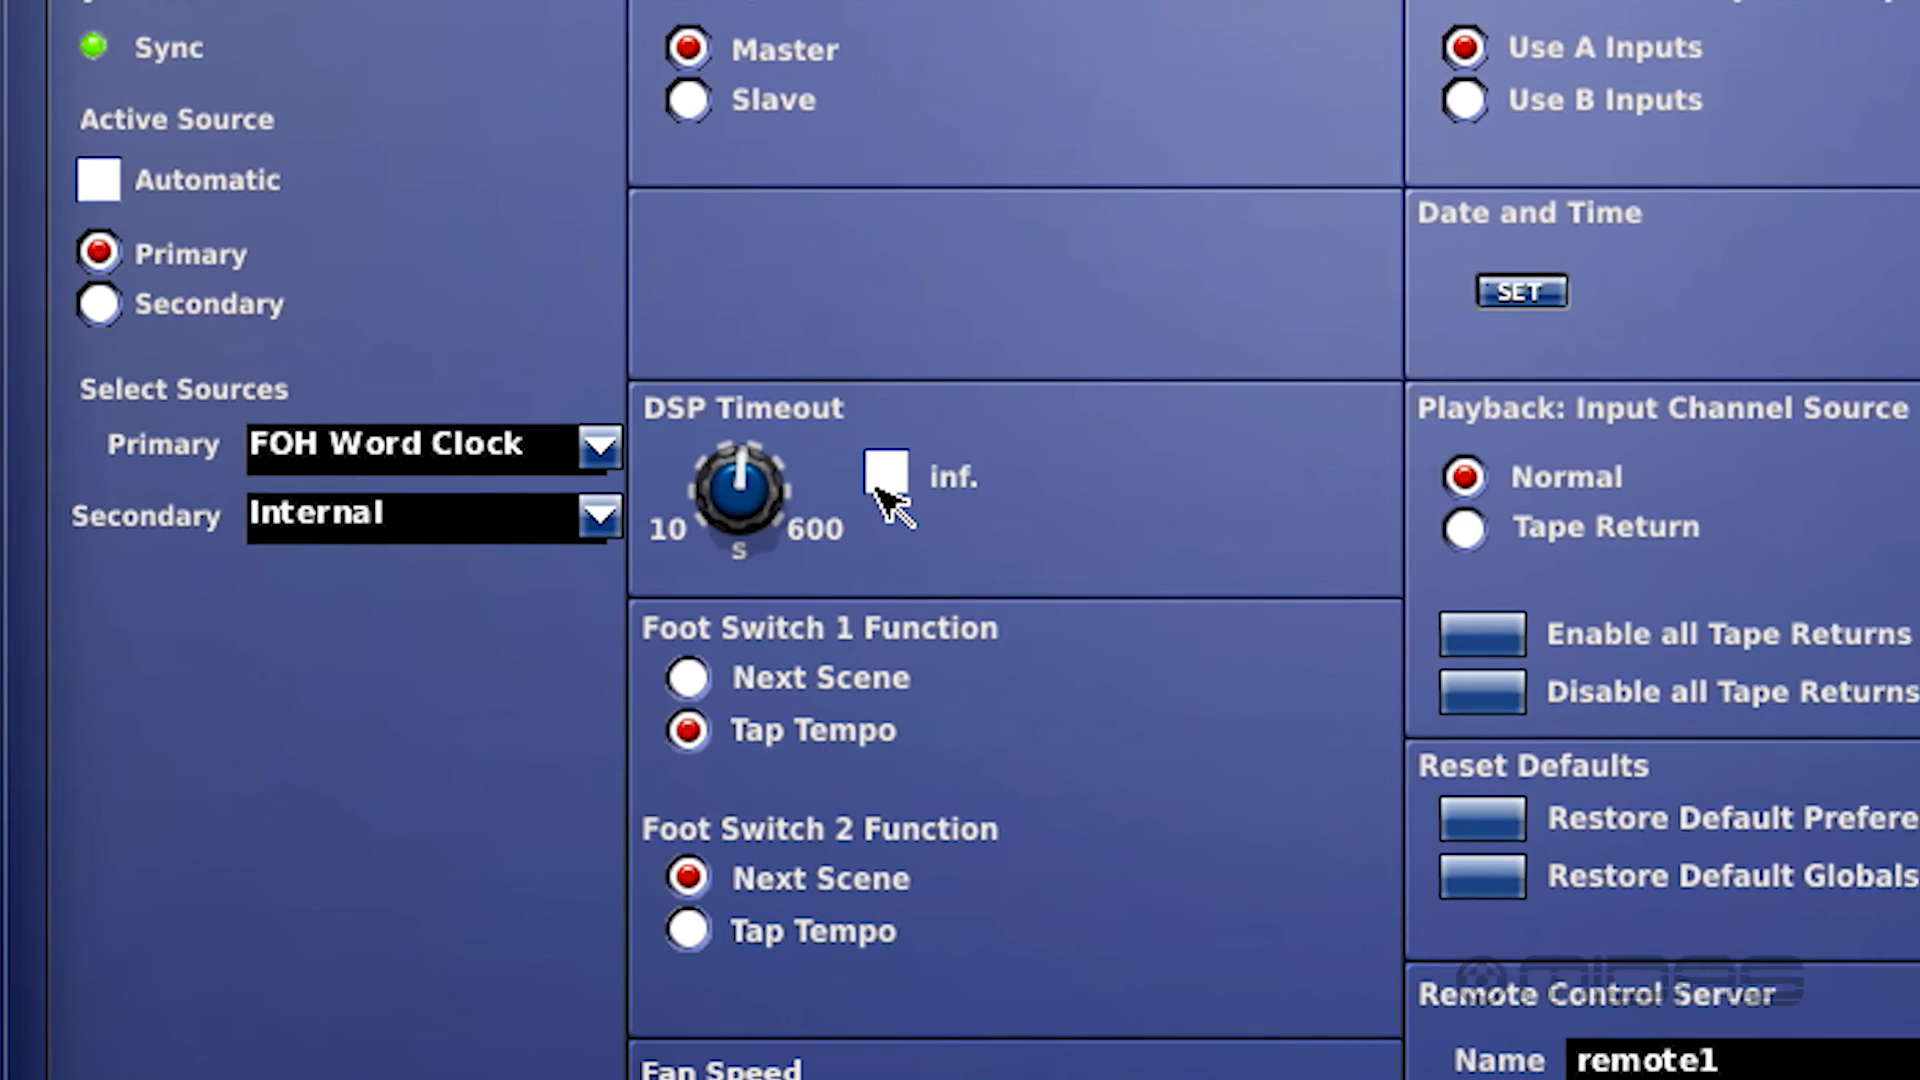 Sync
Active Source
Automatic
Primary
Secondary
Select Sources
Primary FOH Word Clock
Secondary Internal
Master
Slave
DSP Timeout
inf.
10 600
s
Foot Switch 1 Function
Next Scene
Tap Tempo
Foot Switch 2 Function
Next Scene
Tap Tempo
Fan Speed
Use A Inputs
Use B Inputs
Date and Time
SET
Playback: Input Channel Source
Normal
Tape Return
Enable all Tape Returns
Disable all Tape Returns
Reset Defaults
Restore Default Prefere
Restore Default Globals
MIDAS
Remote Control Server
Name remote1